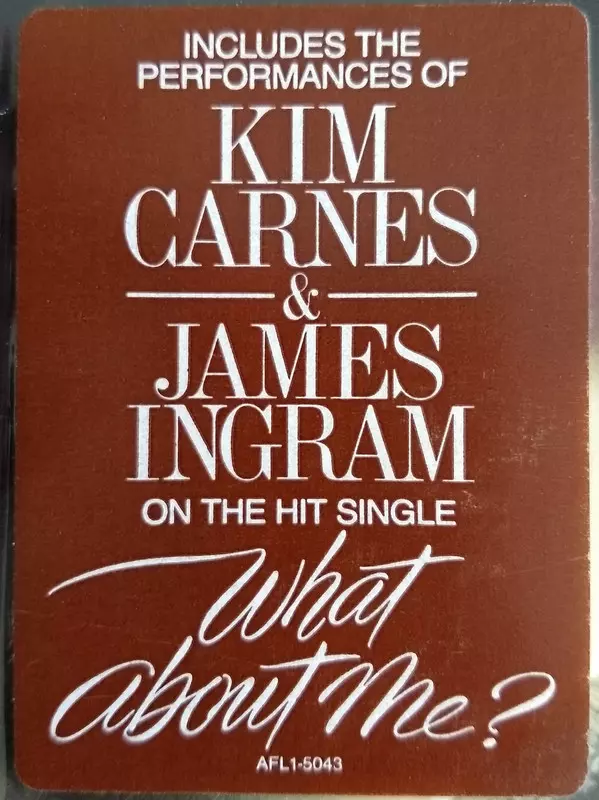 INCLUDES THE
PERFORMANCES OF
KIM
CARNES
&
JAMES
INGRAM
ON THE HIT SINGLE
What
about Me?
AFL1-5043